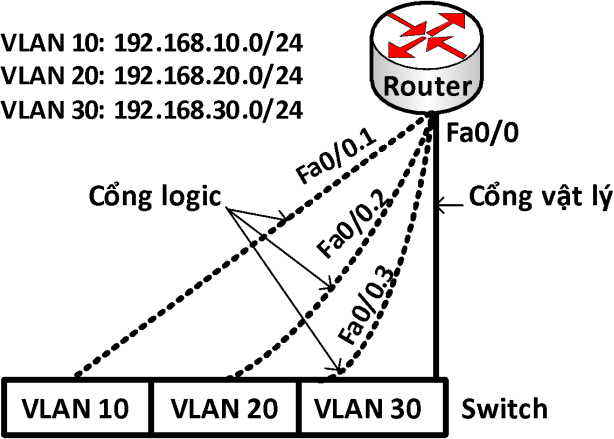 VLAN 10: 192.168.10.0/24
VLAN 20: 192.168.20.0/24
VLAN 30: 192.168.30.0/24
Router
Fa0/0
Fa0/0.1
Cổng logic
Fa0/0.2
Cổng vật lý
Fa0/0.3
VLAN 10
VLAN 20
VLAN 30
Switch